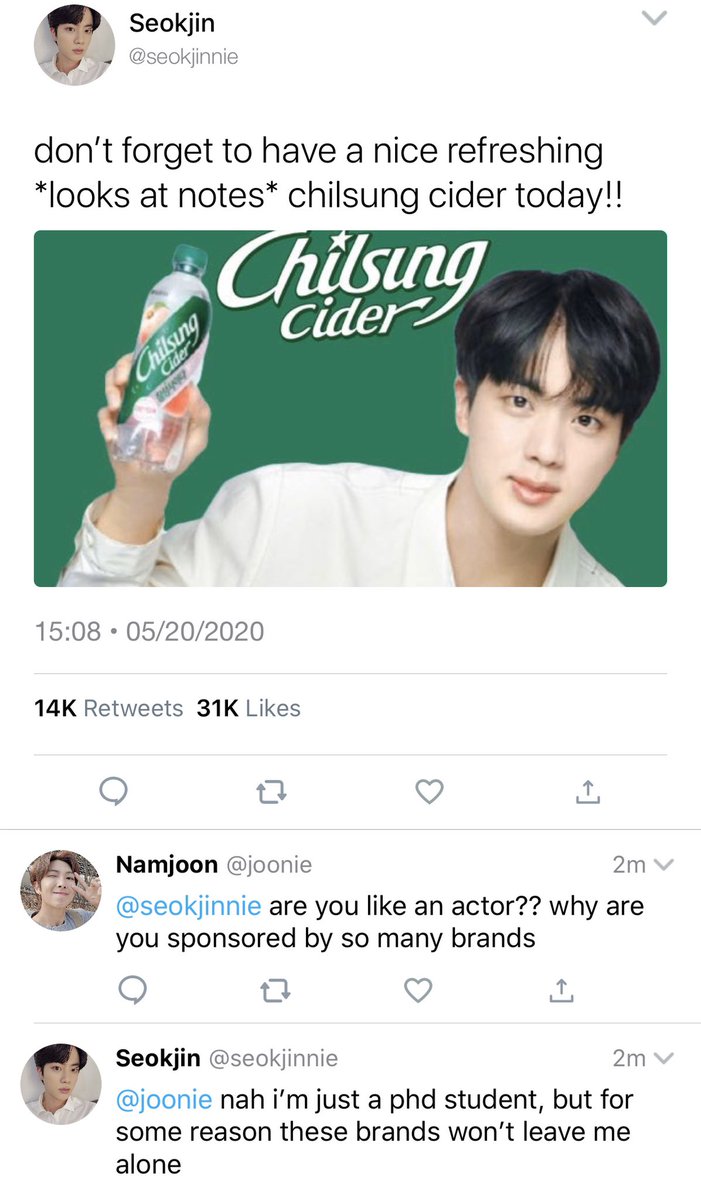 Seokjin
@seokjinnie
don’t forget to have a nice refreshing
*looks at notes* chilsung cider today!!
Chilsung
Cider
Chilsung
Cider
15:08 • 05/20/2020
14K Retweets 31K Likes
Namjoon @joonie 2m
@seokjinnie are you like an actor?? why are
you sponsored by so many brands
Seokjin @seokjinnie 2m
@joonie nah i’m just a phd student, but for
some reason these brands won’t leave me
alone